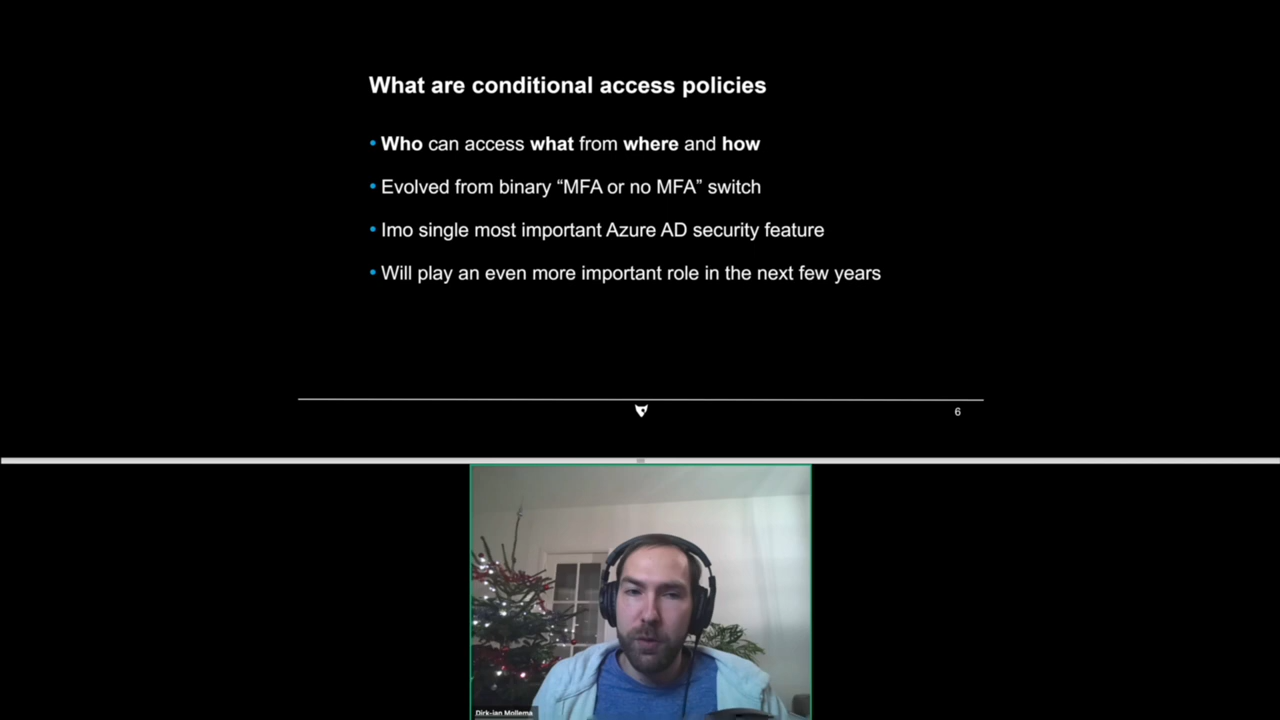 What are conditional access policies
• Who can access what from where and how
• Evolved from binary “MFA or no MFA” switch
• Imo single most important Azure AD security feature
• Will play an even more important role in the next few years
6
Dirk-jan Mollema